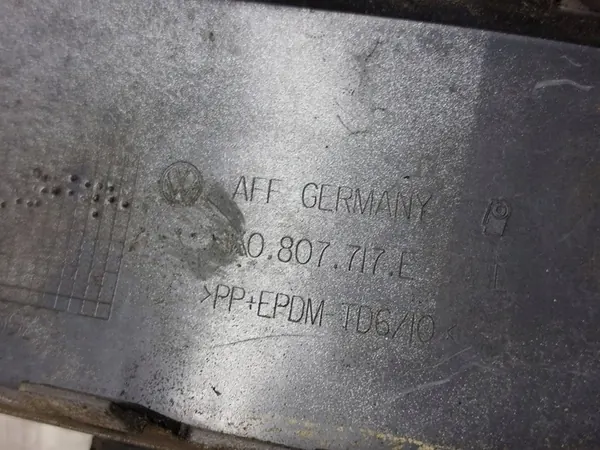 AFF GERMANY
0.807.717.E
>PP+EPDM-TD6/10<